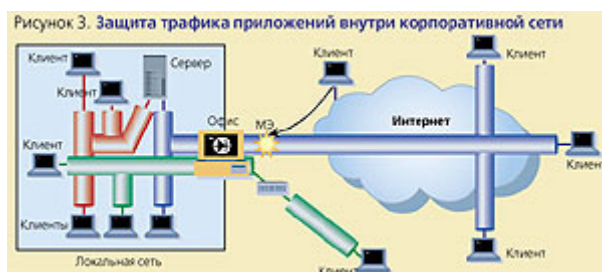 Рисунок 3. Защита трафика приложений внутри корпоративной сети
Клиент
Сервер
Клиент
Клиент
Клиент
Офис
МЭ
Интернет
Клиент
Клиент
Клиенты
Клиент
Локальная сеть
Клиент